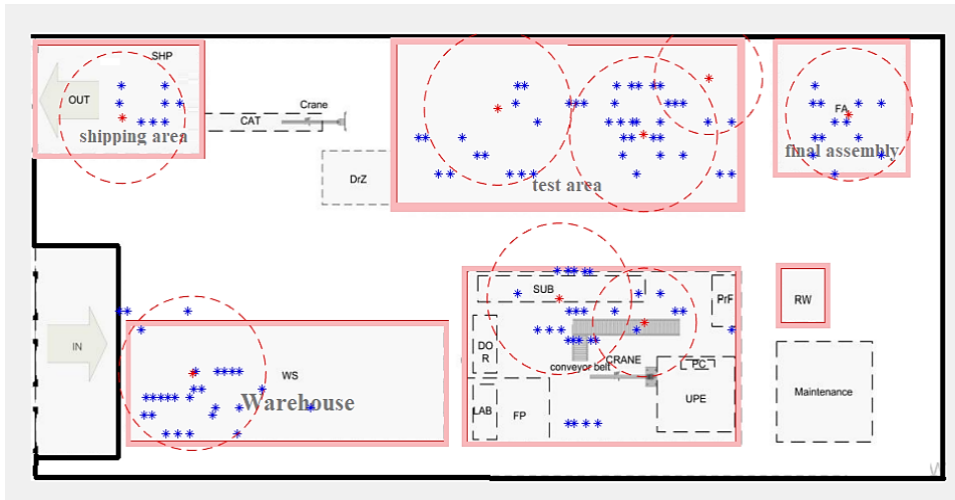 SHP
OUT
shipping area
CAT
Crane
DrZ
test area
FA
final assembly
SUB
PrF
RW
IN
DO
R
conveyor belt
CRANE
PC
WS
Warehouse
LAB
FP
UPE
Maintenance
W